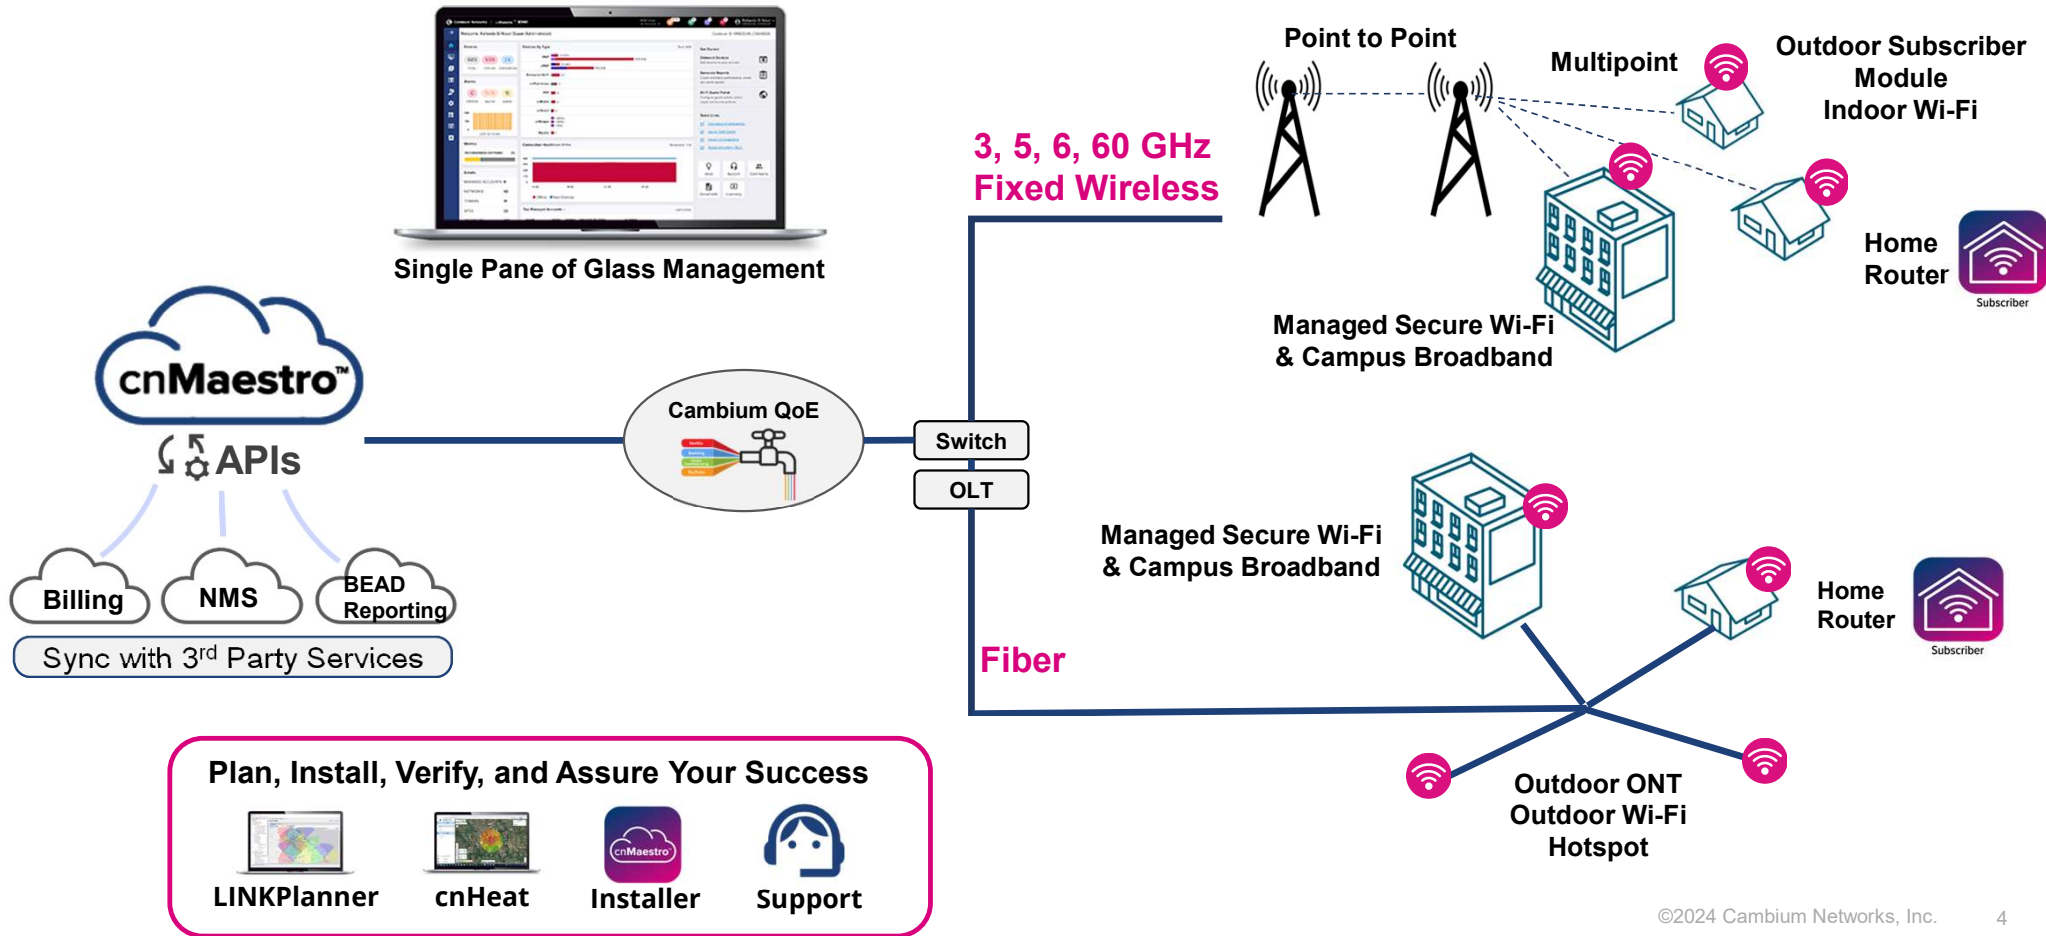 Single Pane of Glass Management
cnMaestro™
APIs
Billing
NMS
BEAD
Reporting
Sync with 3rd Party Services
Cambium QoE
Switch
OLT
3, 5, 6, 60 GHz
Fixed Wireless
Point to Point
Multipoint
Outdoor Subscriber
Module
Indoor Wi-Fi
Home
Router
Subscriber
Managed Secure Wi-Fi
& Campus Broadband
Managed Secure Wi-Fi
& Campus Broadband
Home
Router
Subscriber
Fiber
Outdoor ONT
Outdoor Wi-Fi
Hotspot
Plan, Install, Verify, and Assure Your Success
LINKPlanner
cnHeat
cnMaestro
Installer
Support
©2024 Cambium Networks, Inc.
4